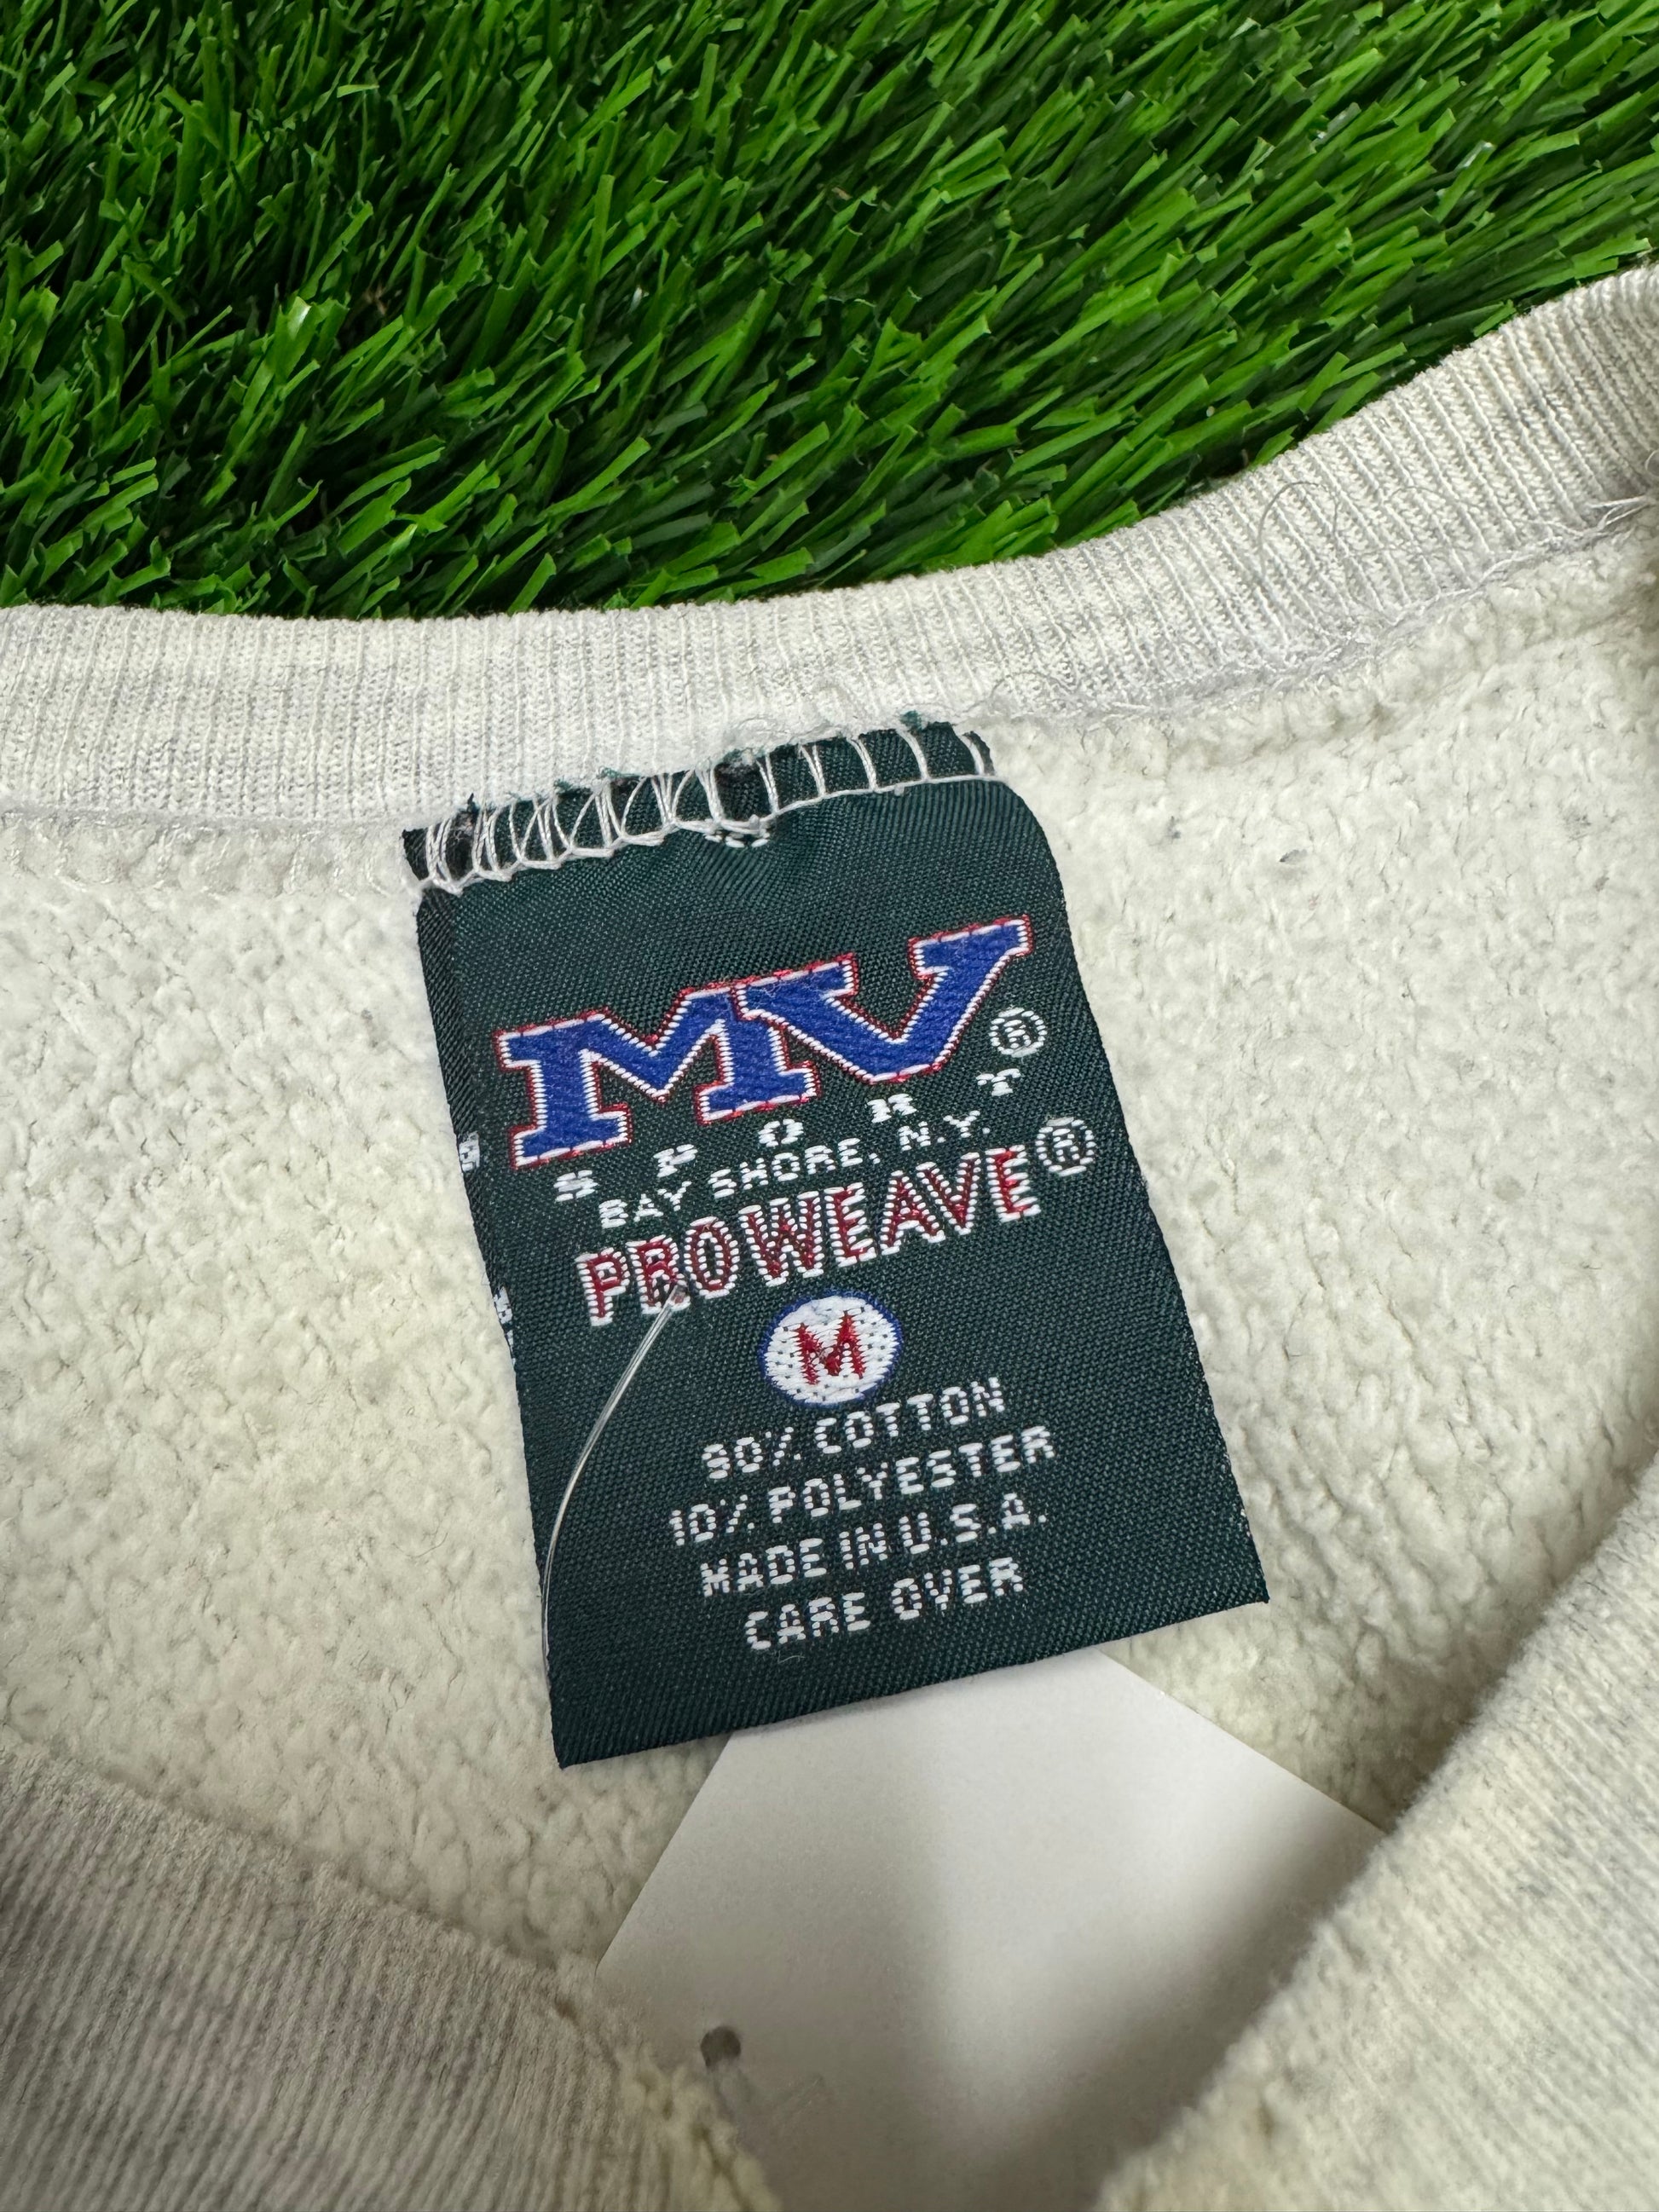 MV®
SPORT
BAY SHORE, N.Y.
PROWEAVE®
M
90% COTTON
10% POLYESTER
MADE IN U.S.A.
CARE OVER